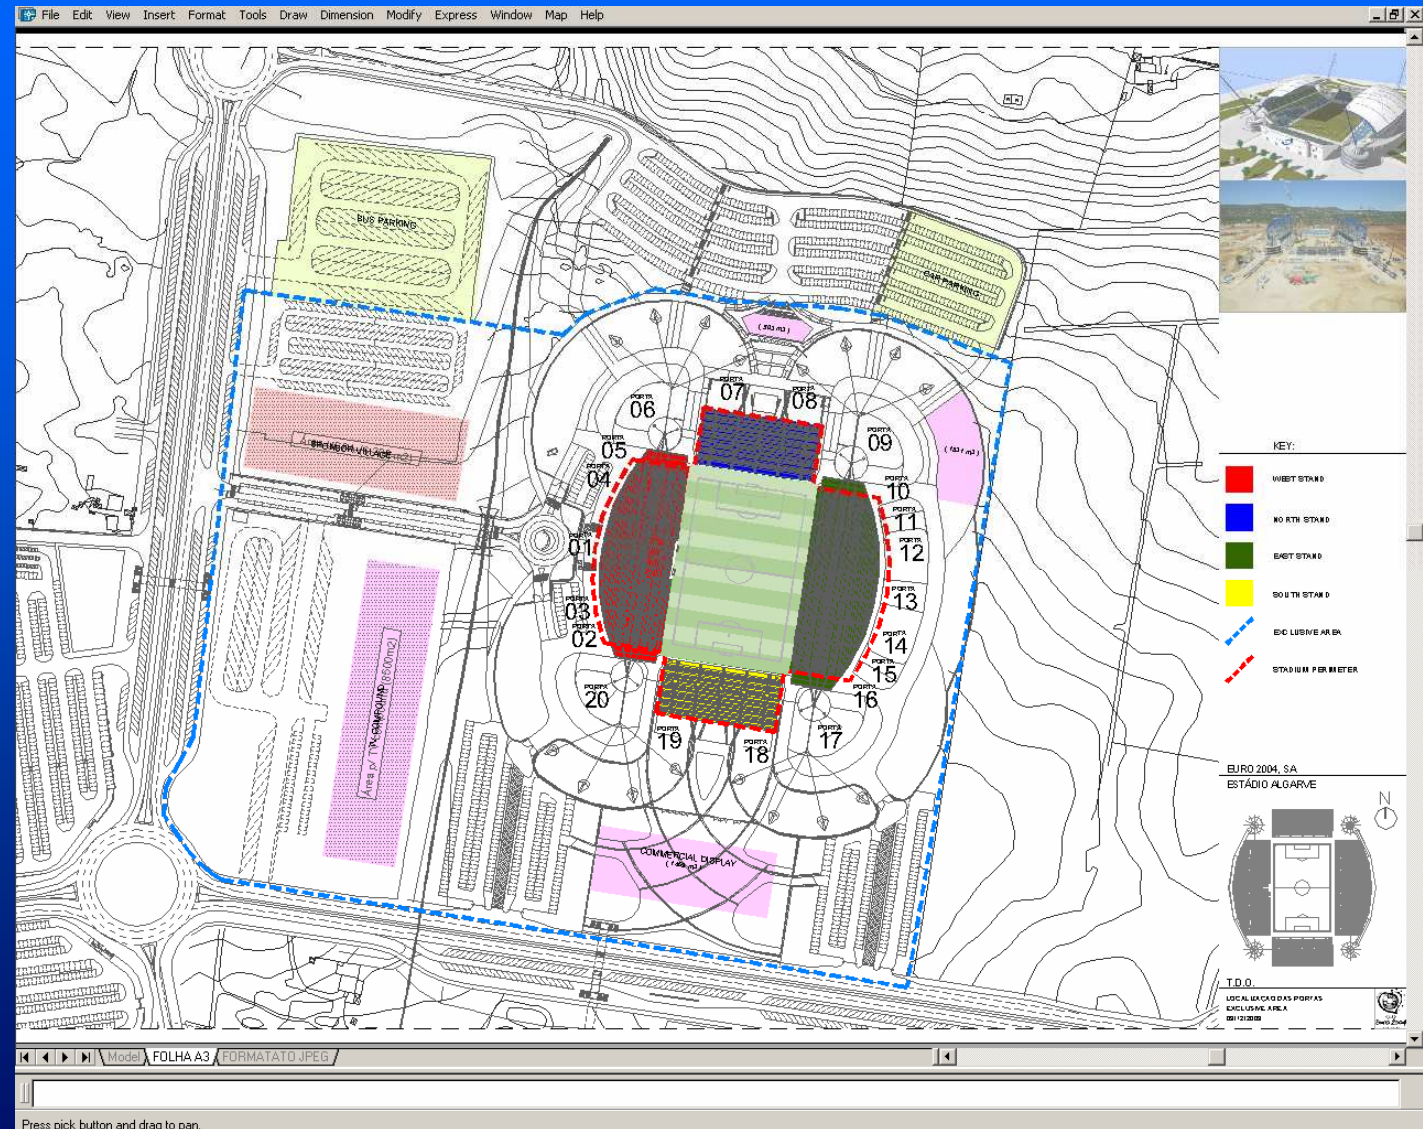 File Edit View Insert Format Tools Draw Dimension Modify Express Window Map Help
BUS PARKING
CAR PARKING
PORTA
07
PORTA
08
PORTA
06
PORTA
09
PORTA
05
PORTA
04
PORTA
10
PORTA
11
PORTA
12
PORTA
01
PORTA
13
PORTA
03
PORTA
02
PORTA
14
PORTA
15
PORTA
16
PORTA
20
PORTA
17
PORTA
19
PORTA
18
TV COMPOUND
COMMERCIAL DISPLAY
KEY:
WEST STAND
NORTH STAND
EAST STAND
SOUTH STAND
EXCLUSIVE AREA
STADIUM PERIMETER
EURO 2004, SA
ESTÁDIO ALGARVE
N
T.D.O.
LOCALIZAÇÃO DAS PORTAS
EXCLUSIVE AREA
Model FOLHA A3 FORMATATO JPEG
Press pick button and drag to pan.